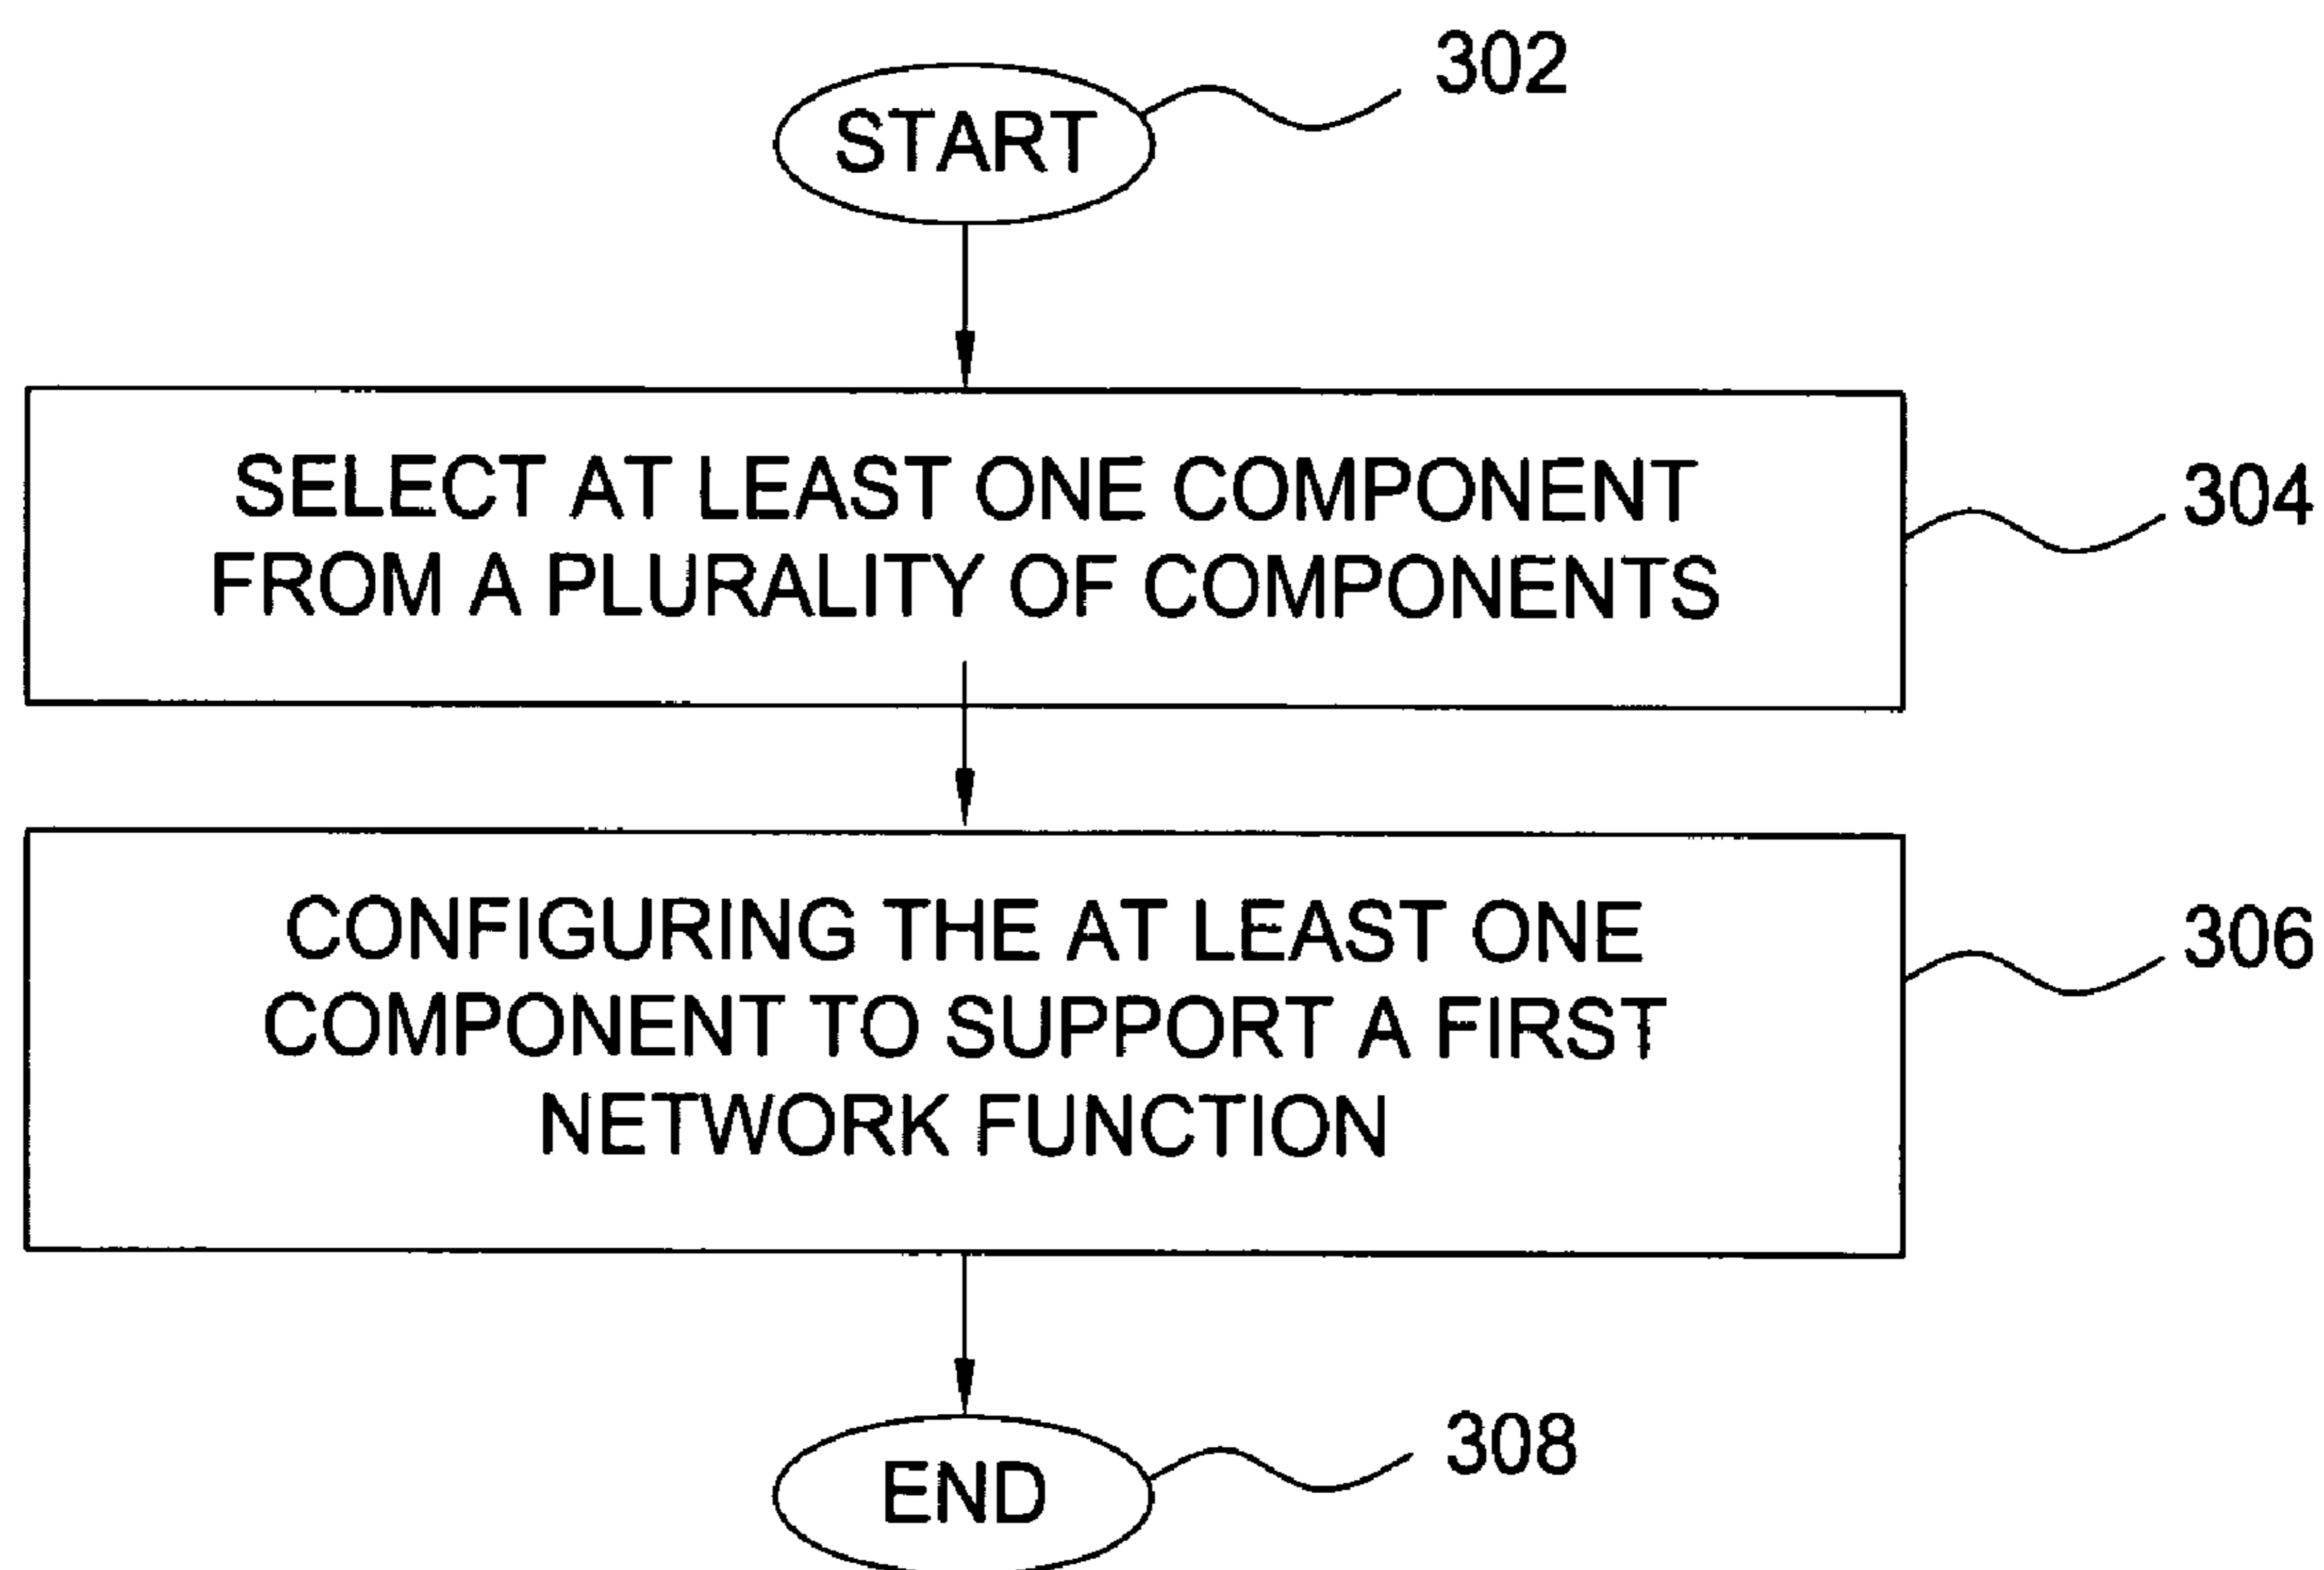 START
302
SELECT AT LEAST ONE COMPONENT
FROM A PLURALITY OF COMPONENTS
304
CONFIGURING THE AT LEAST ONE
COMPONENT TO SUPPORT A FIRST
NETWORK FUNCTION
306
END
308